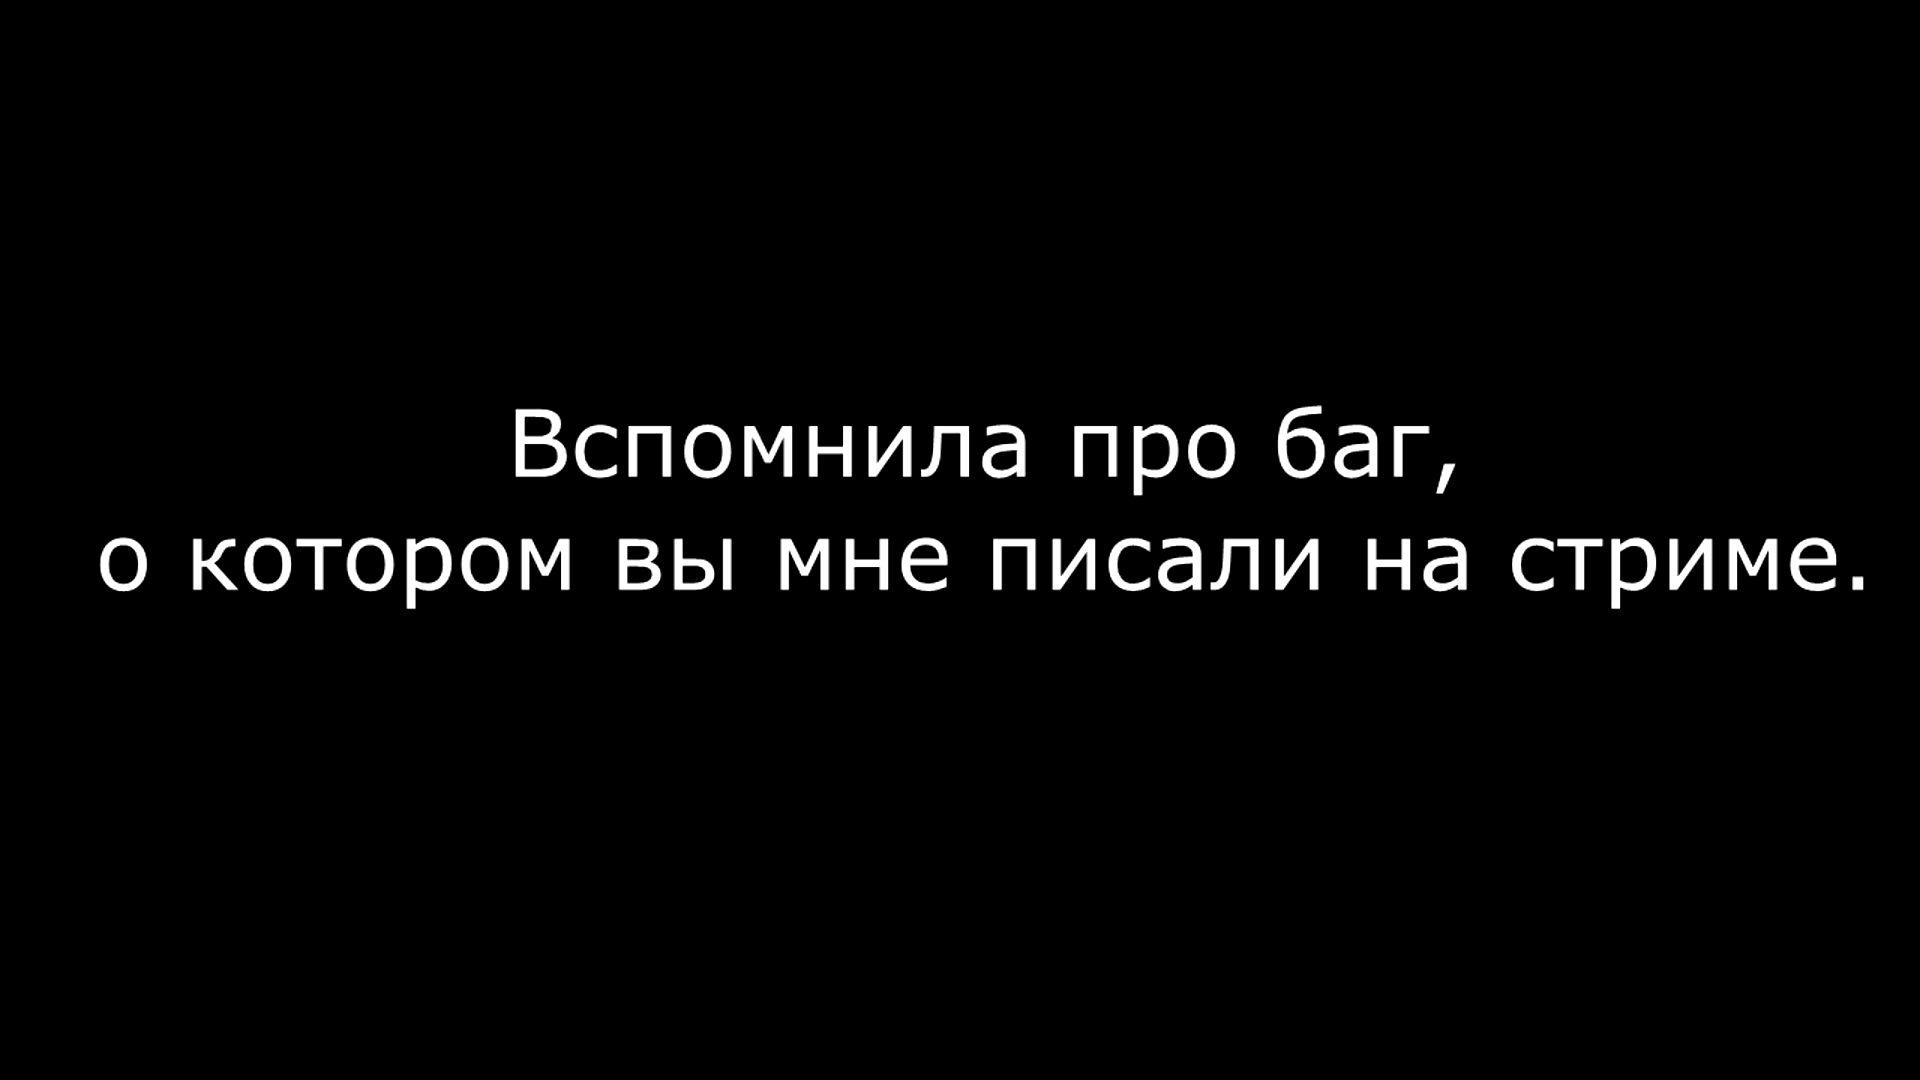 Вспомнила про баг,
о котором вы мне писали на стриме.